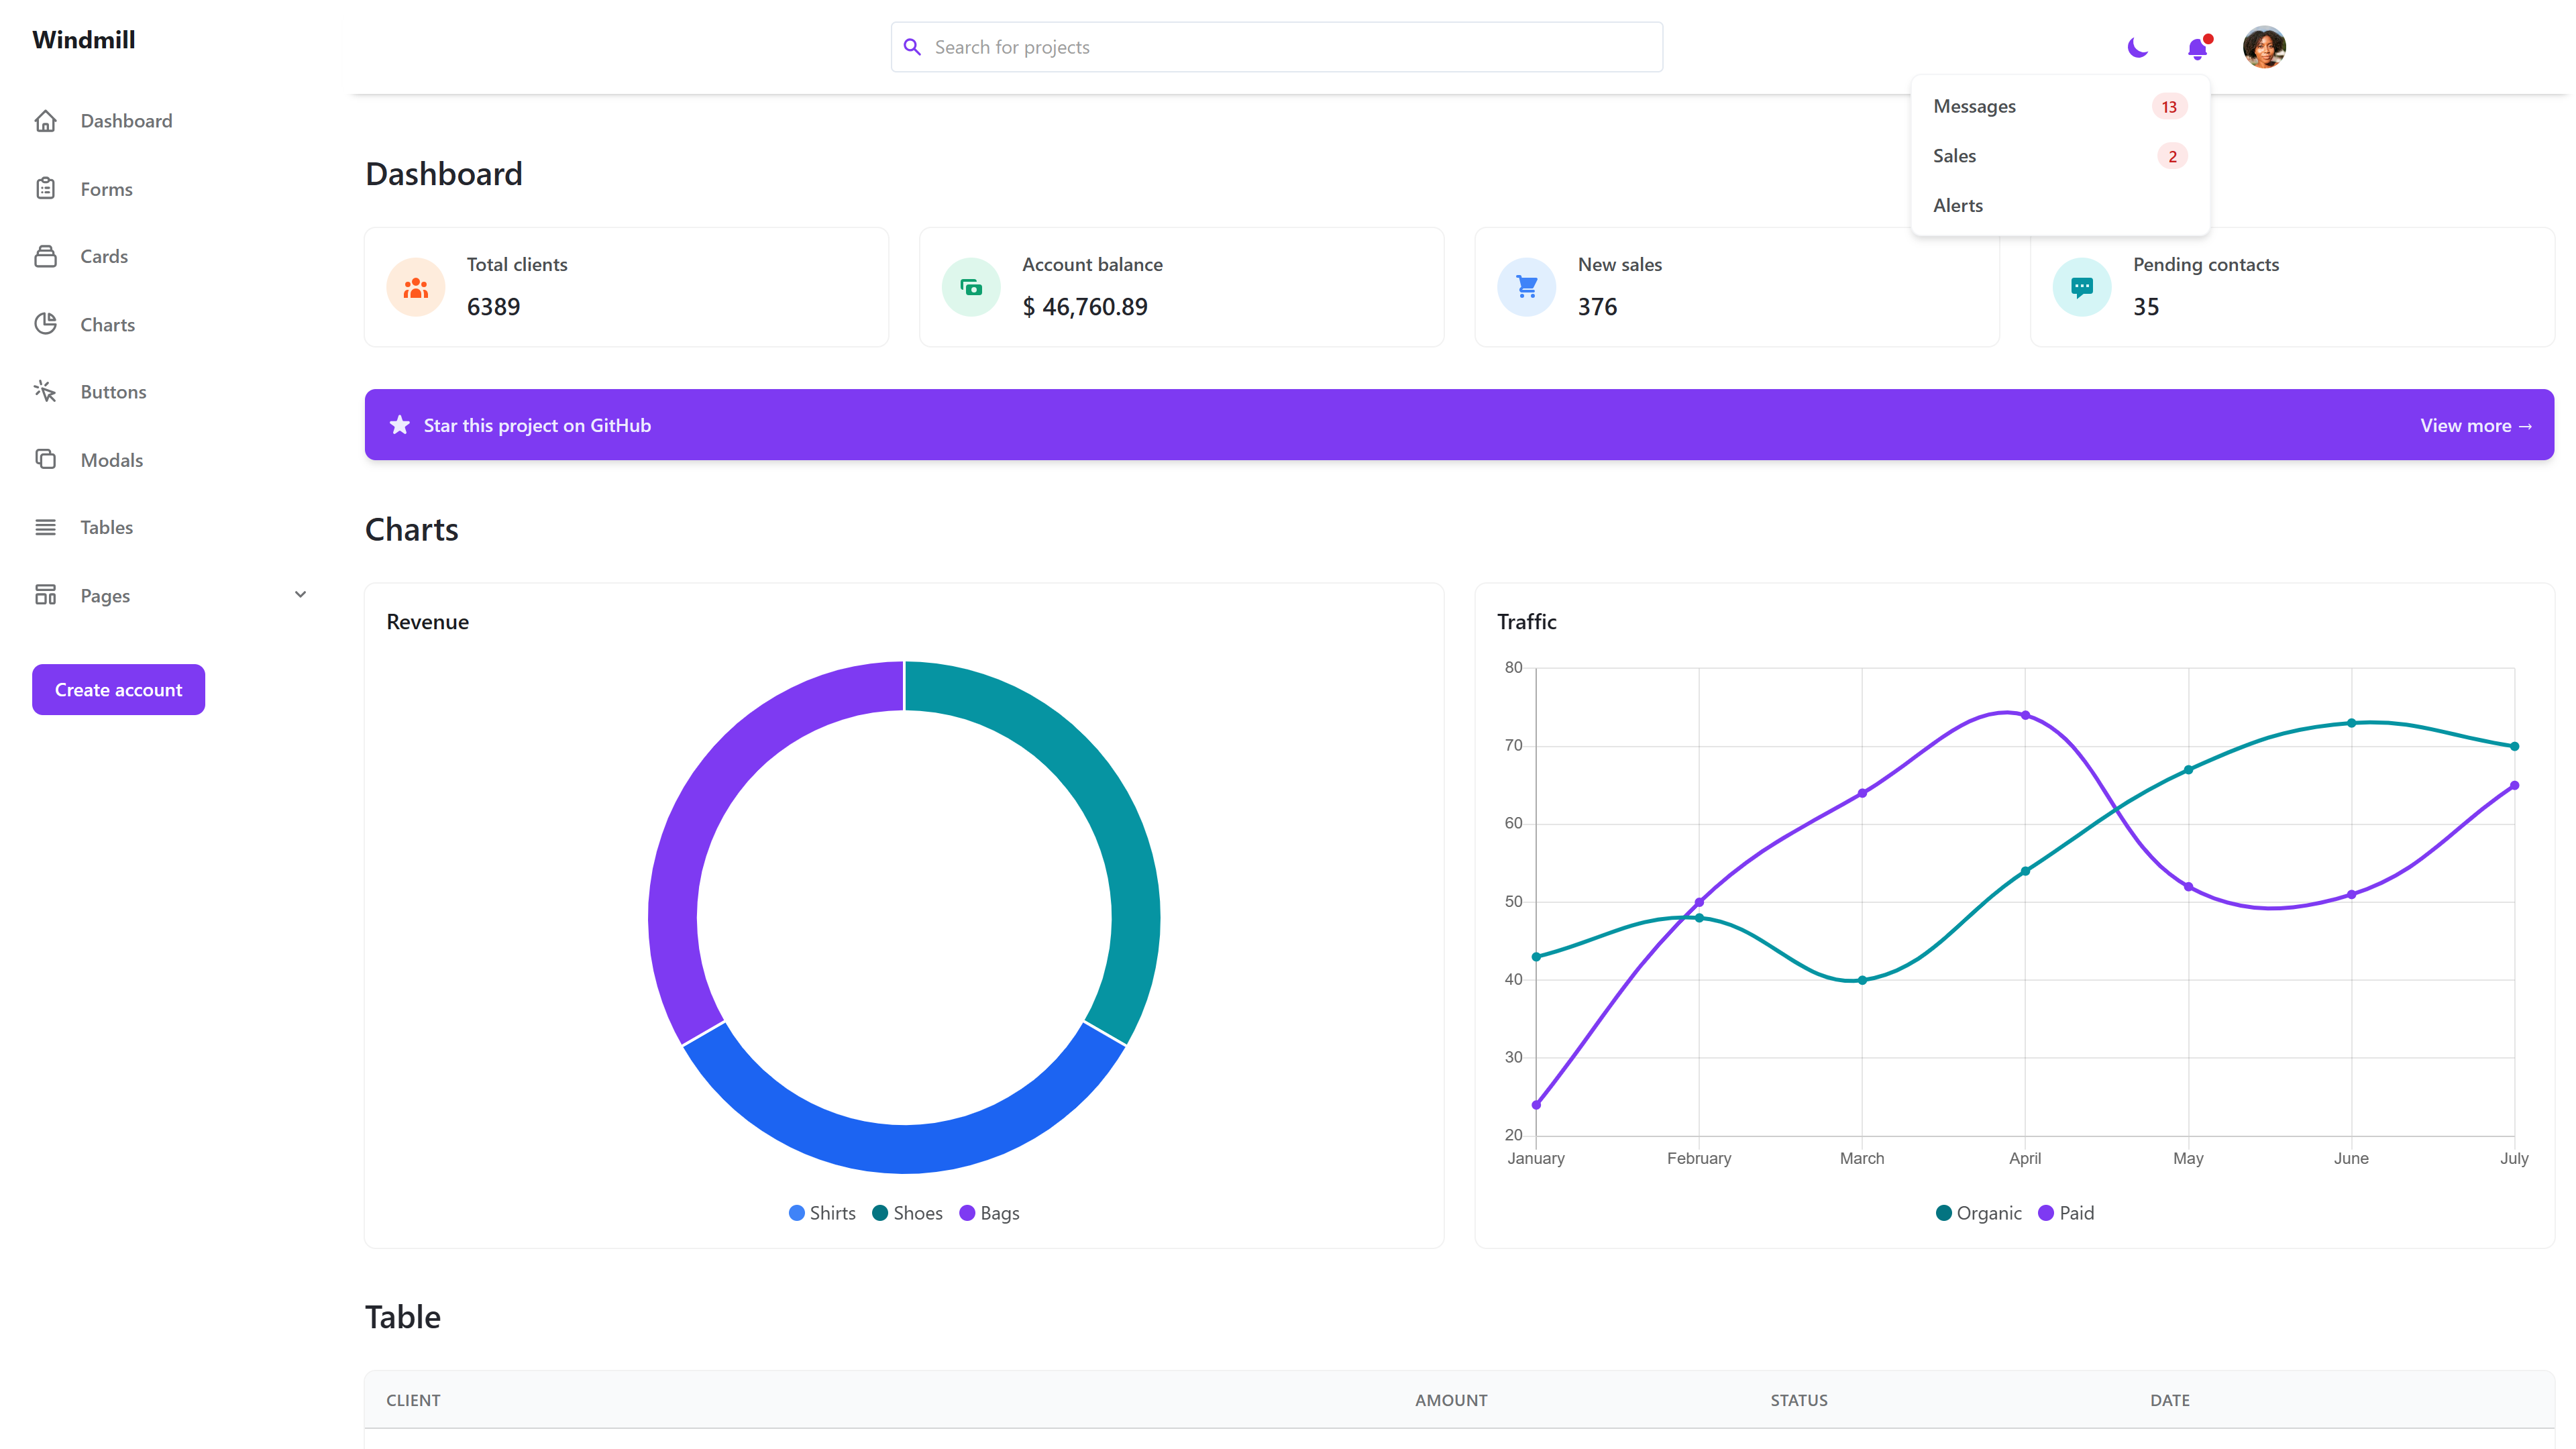 Windmill
Search for projects
Dashboard
Forms
Cards
Charts
Buttons
Modals
Tables
Pages
Create account
Messages 13
Sales 2
Alerts
Dashboard
Total clients
6389
Account balance
$ 46,760.89
New sales
376
Pending contacts
35
Star this project on GitHub
View more →
Charts
Revenue
Shirts Shoes Bags
Traffic
80
70
60
50
40
30
20
January February March April May June July
Organic Paid
Table
CLIENT AMOUNT STATUS DATE